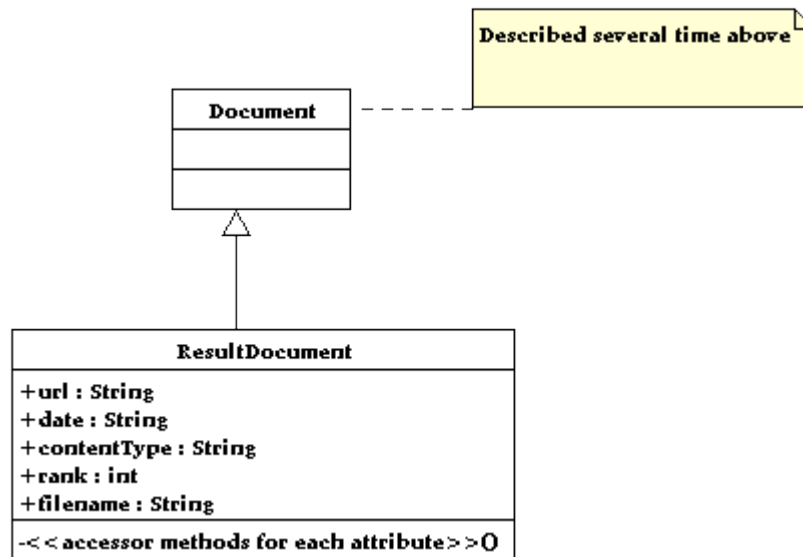 Described several time above
Document
ResultDocument
+url : String
+date : String
+contentType : String
+rank : int
+filename : String
-<<accessor methods for each attribute>>()